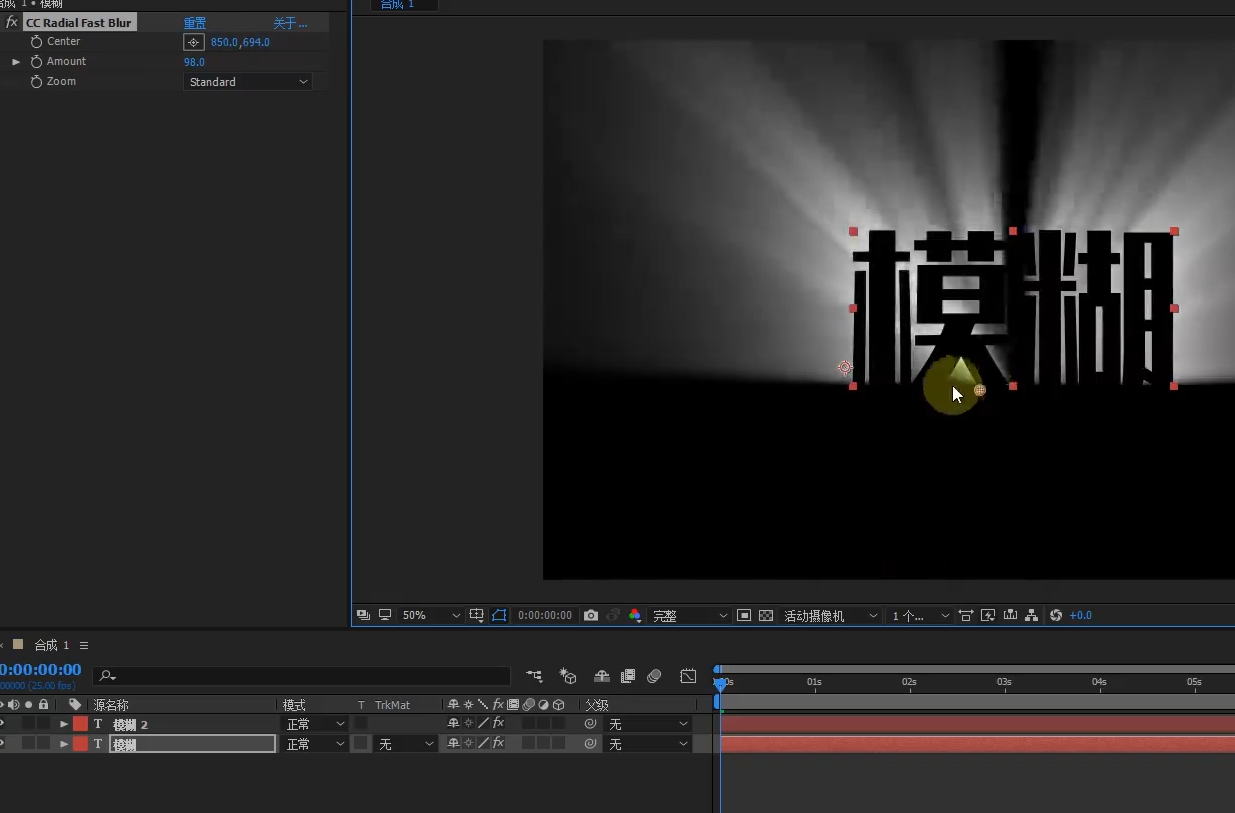 合成 1 • 模糊
合成 1
fx CC Radial Fast Blur 重置 关于...
Center 850.0,694.0
Amount 98.0
Zoom Standard
模糊
50% 0:00:00:00 完整 活动摄像机 1 个... +0.0
合成 1
0:00:00:00
00000 (25.00 fps)
源名称 模式 T TrkMat fx 父级
T 模糊 2 正常 fx 无
T 模糊 正常 无 fx 无
01s 02s 03s 04s 05s